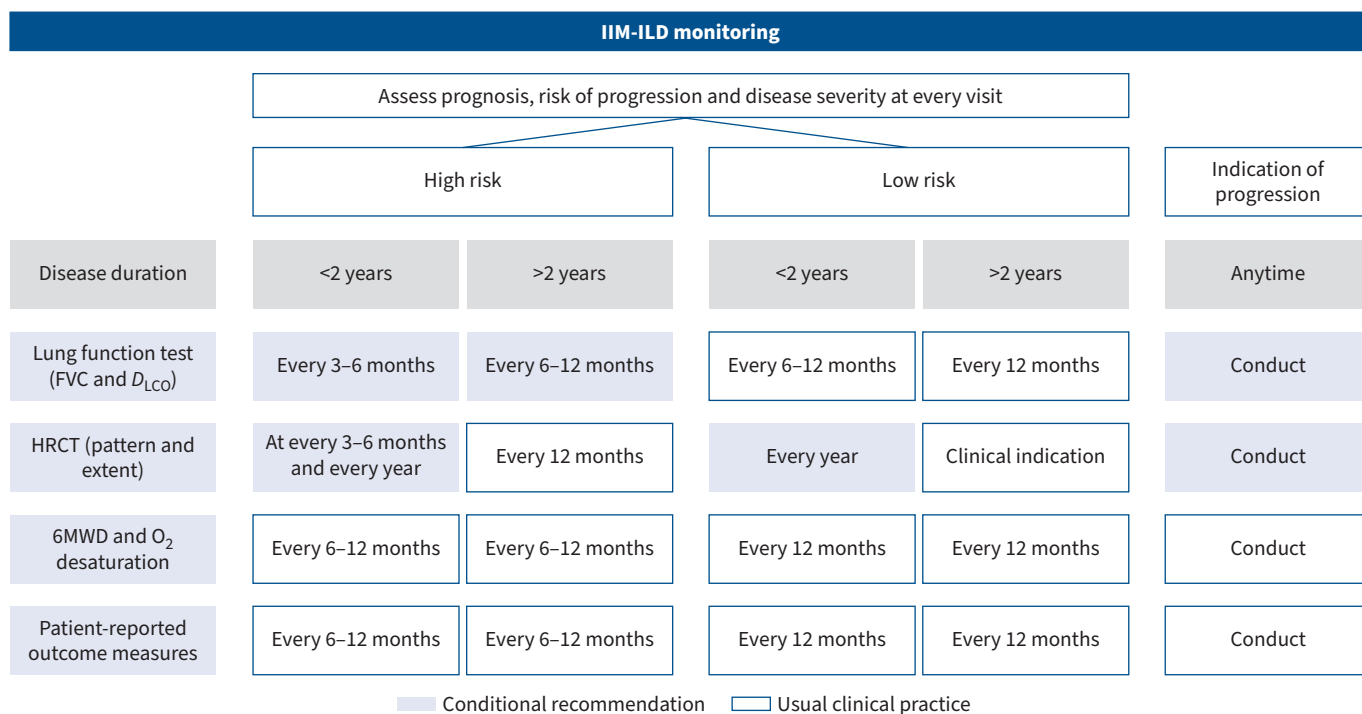 IIM-ILD monitoring
Assess prognosis, risk of progression and disease severity at every visit
High risk
Low risk
Indication of
progression
Disease duration
<2 years
>2 years
<2 years
>2 years
Anytime
Lung function test
(FVC and DLCO)
Every 3–6 months
Every 6–12 months
Every 6–12 months
Every 12 months
Conduct
HRCT (pattern and
extent)
At every 3–6 months
and every year
Every 12 months
Every year
Clinical indication
Conduct
6MWD and O2
desaturation
Every 6–12 months
Every 6–12 months
Every 12 months
Every 12 months
Conduct
Patient-reported
outcome measures
Every 6–12 months
Every 6–12 months
Every 12 months
Every 12 months
Conduct
Conditional recommendation
Usual clinical practice